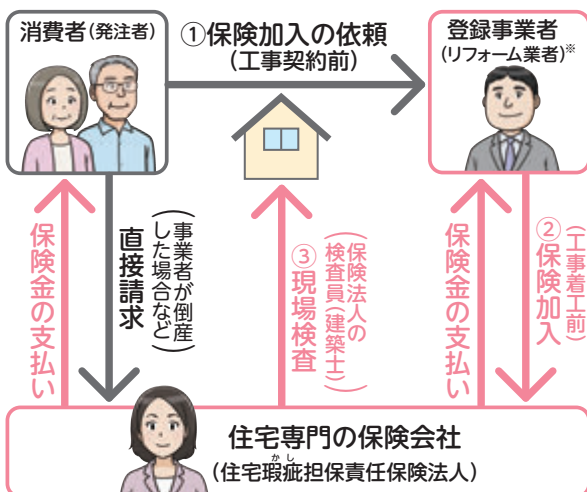 消費者(発注者)
①保険加入の依頼
(工事契約前)
登録事業者
(リフォーム業者)※
保険金の支払い
直接請求
(事業者が倒産
した場合など)
③現場検査
(保険法人の
検査員(建築士))
保険金の支払い
②保険加入
(工事着工前)
住宅専門の保険会社
かし
(住宅瑕疵担保責任保険法人)